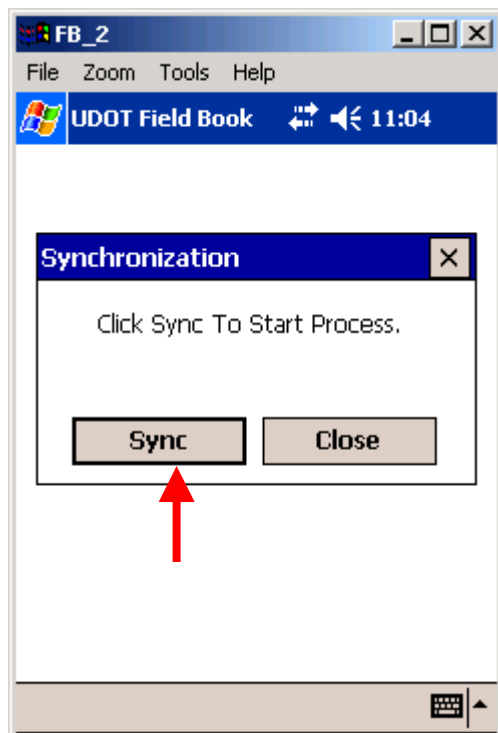 FB_2
File Zoom Tools Help
UDOT Field Book 11:04
Synchronization
Click Sync To Start Process.
Sync Close